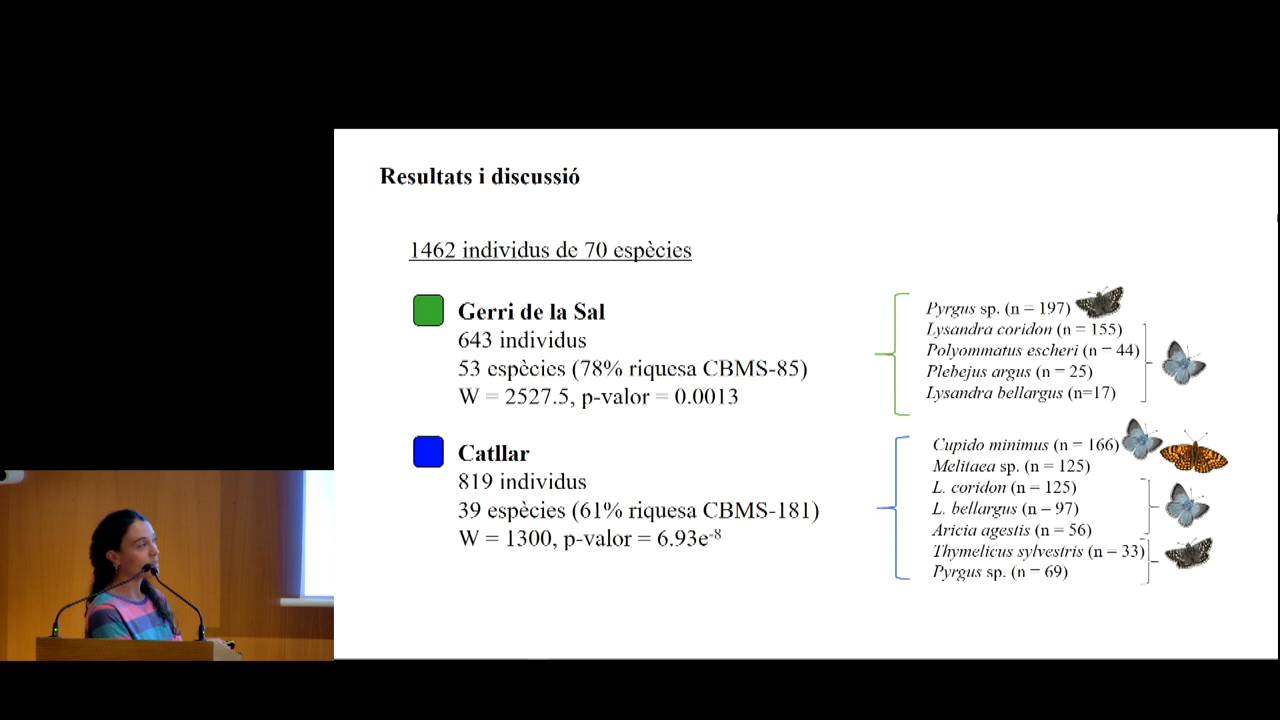 Resultats i discussió
1462 individus de 70 espècies
Gerri de la Sal
643 individus
53 espècies (78% riquesa CBMS-85)
W = 2527.5, p-valor = 0.0013
Pyrgus sp. (n = 197)
Lysandra coridon (n = 155)
Polyommatus escheri (n = 44)
Plebejus argus (n = 25)
Lysandra bellargus (n=17)
Catllar
819 individus
39 espècies (61% riquesa CBMS-181)
W = 1300, p-valor = 6.93e⁻⁸
Cupido minimus (n = 166)
Melitaea sp. (n = 125)
L. coridon (n = 125)
L. bellargus (n = 97)
Aricia agestis (n = 56)
Thymelicus sylvestris (n = 33)
Pyrgus sp. (n = 69)